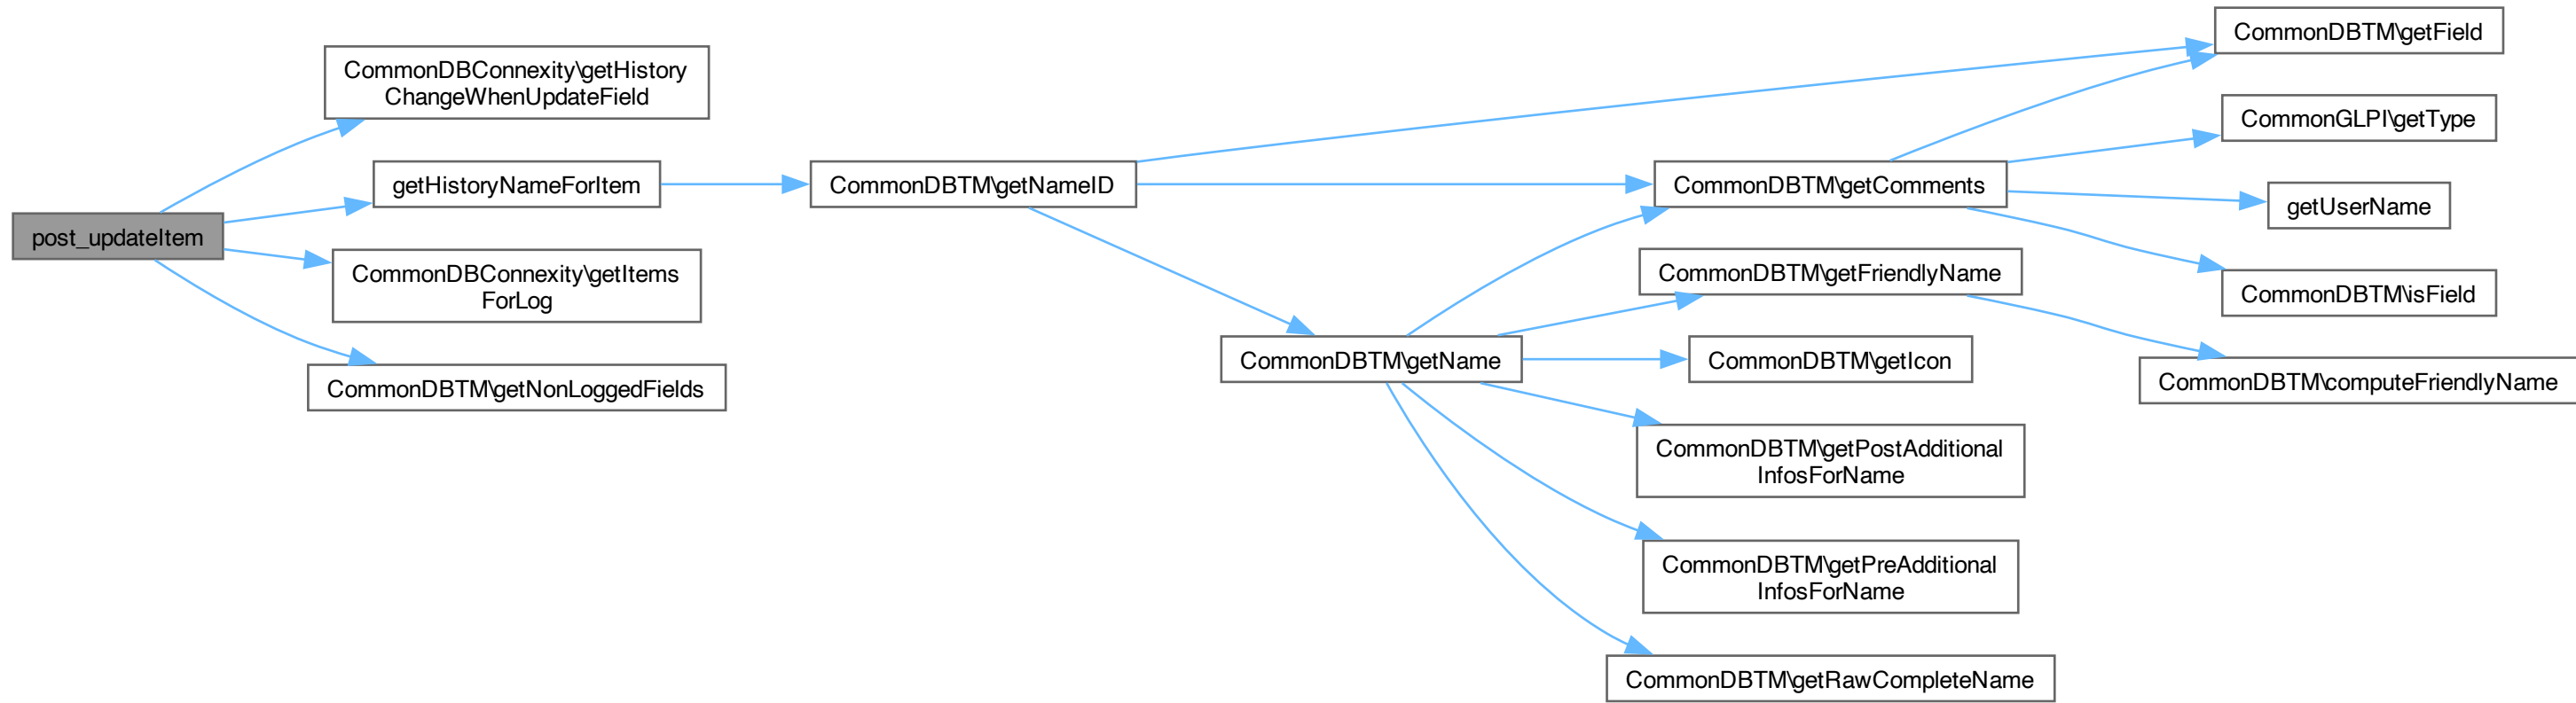 post_updateItem
CommonDBConnexity\getHistory
ChangeWhenUpdateField
getHistoryNameForItem
CommonDBConnexity\getItems
ForLog
CommonDBTM\getNonLoggedFields
CommonDBTM\getNameID
CommonDBTM\getName
CommonDBTM\getComments
CommonDBTM\getFriendlyName
CommonDBTM\getIcon
CommonDBTM\getPostAdditional
InfosForName
CommonDBTM\getPreAdditional
InfosForName
CommonDBTM\getRawCompleteName
CommonDBTM\getField
CommonGLPI\getType
getUserName
CommonDBTM\isField
CommonDBTM\computeFriendlyName